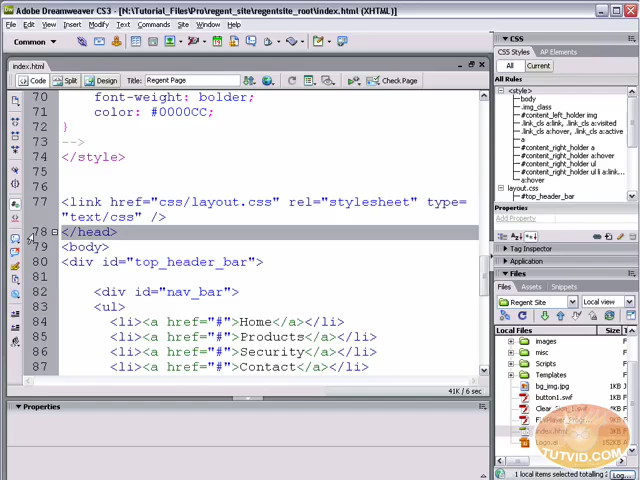 Adobe Dreamweaver CS3 - [N:\Tutorial_Files\Pro\regent_site\regentsite_root/index.html (XHTML)]
File Edit View Insert Modify Text Commands Site Window Help
Common
index.html
Code Split Design Title: Regent Page Check Page
70 font-weight: bolder;
71 color: #0000CC;
72 }
73 -->
74 </style>
75
76
77 <link href="css/layout.css" rel="stylesheet" type=
"text/css" />
78 </head>
79 <body>
80 <div id="top_header_bar">
81
82 <div id="nav_bar">
83 <ul>
84 <li><a href="#">Home</a></li>
85 <li><a href="#">Products</a></li>
86 <li><a href="#">Security</a></li>
87 <li><a href="#">Contact</a></li>
41K / 6 sec
Properties
CSS
CSS Styles AP Elements
All Current
All Rules
<style>
body
.img_class
#content_left_holder img
.link_cls a:link, .link_cls a:visited
.link_cls a:hover, .link_cls a:active
a
#content_right_holder a
#content_right_holder a:hover
#content_right_holder ul
#content_right_holder ul li a:link, #
a:hover
layout.css
#top_header_bar
Properties
Add Property
Tag Inspector
Application
Files
Files Assets Snippets
Regent Site Local view
Local Files Size
images F
misc F
Scripts F
Templates F
bg_img.jpg 1KB
button1.swf
index.html 3KB
Logo.ai 152KB
TUTVID.COM
1 local items selected totalling Log...